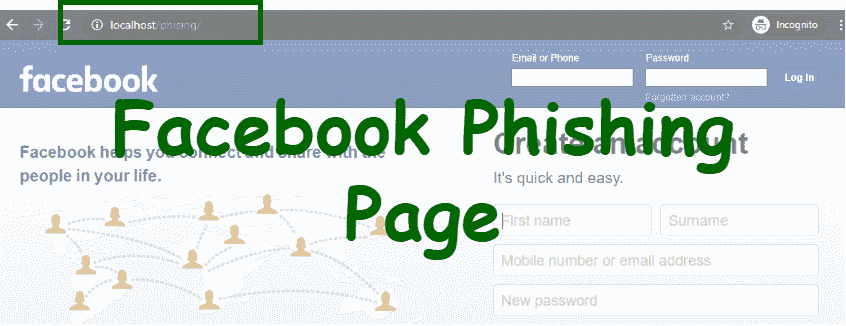 localhost/phising/
Incognito
facebook
Email or Phone
Password
Log In
Forgotten account?
Facebook Phishing
Page
Facebook helps you connect and share with the
people in your life.
Create an account
It's quick and easy.
First name
Surname
Mobile number or email address
New password